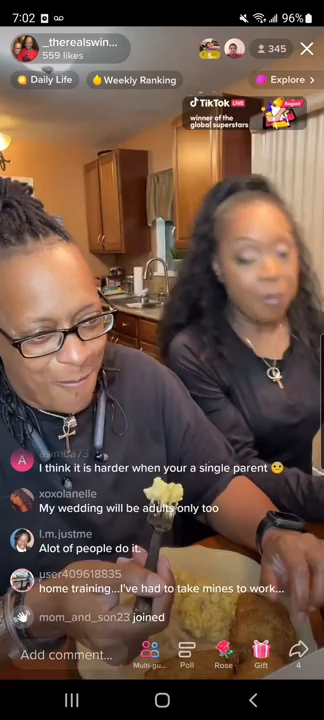 7:02
96%
_therealswin...
559 likes
6
345
Daily Life
Weekly Ranking
Explore >
TikTok LIVE
winner of the
global superstars
August
asimba73
A
I think it is harder when your a single parent 😬
xoxolanelle
My wedding will be adults only too
l.m.justme
Alot of people do it.
user409618835
home training...I've had to take mines to work...
mom_and_son23 joined
Add comment...
Multi-gu...
Poll
Rose
Gift
4